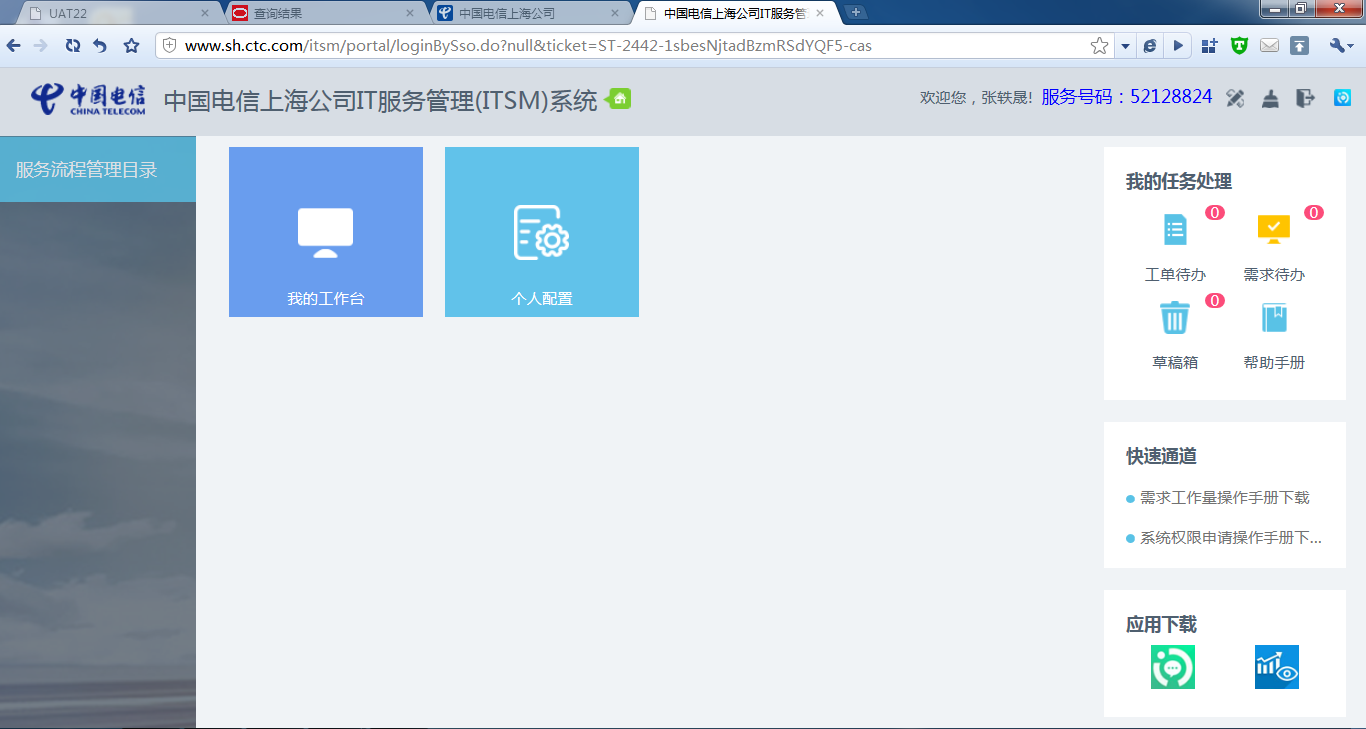 UAT22
查询结果
中国电信上海公司
中国电信上海公司IT服务管
www.sh.ctc.com/itsm/portal/loginBySso.do?null&ticket=ST-2442-1sbesNjtadBzmRSdYQF5-cas
中国电信
CHINA TELECOM
中国电信上海公司IT服务管理(ITSM)系统
欢迎您，张轶晟! 服务号码：52128824
服务流程管理目录
我的工作台
个人配置
我的任务处理
0
0
工单待办
需求待办
0
草稿箱
帮助手册
快速通道
需求工作量操作手册下载
系统权限申请操作手册下...
应用下载